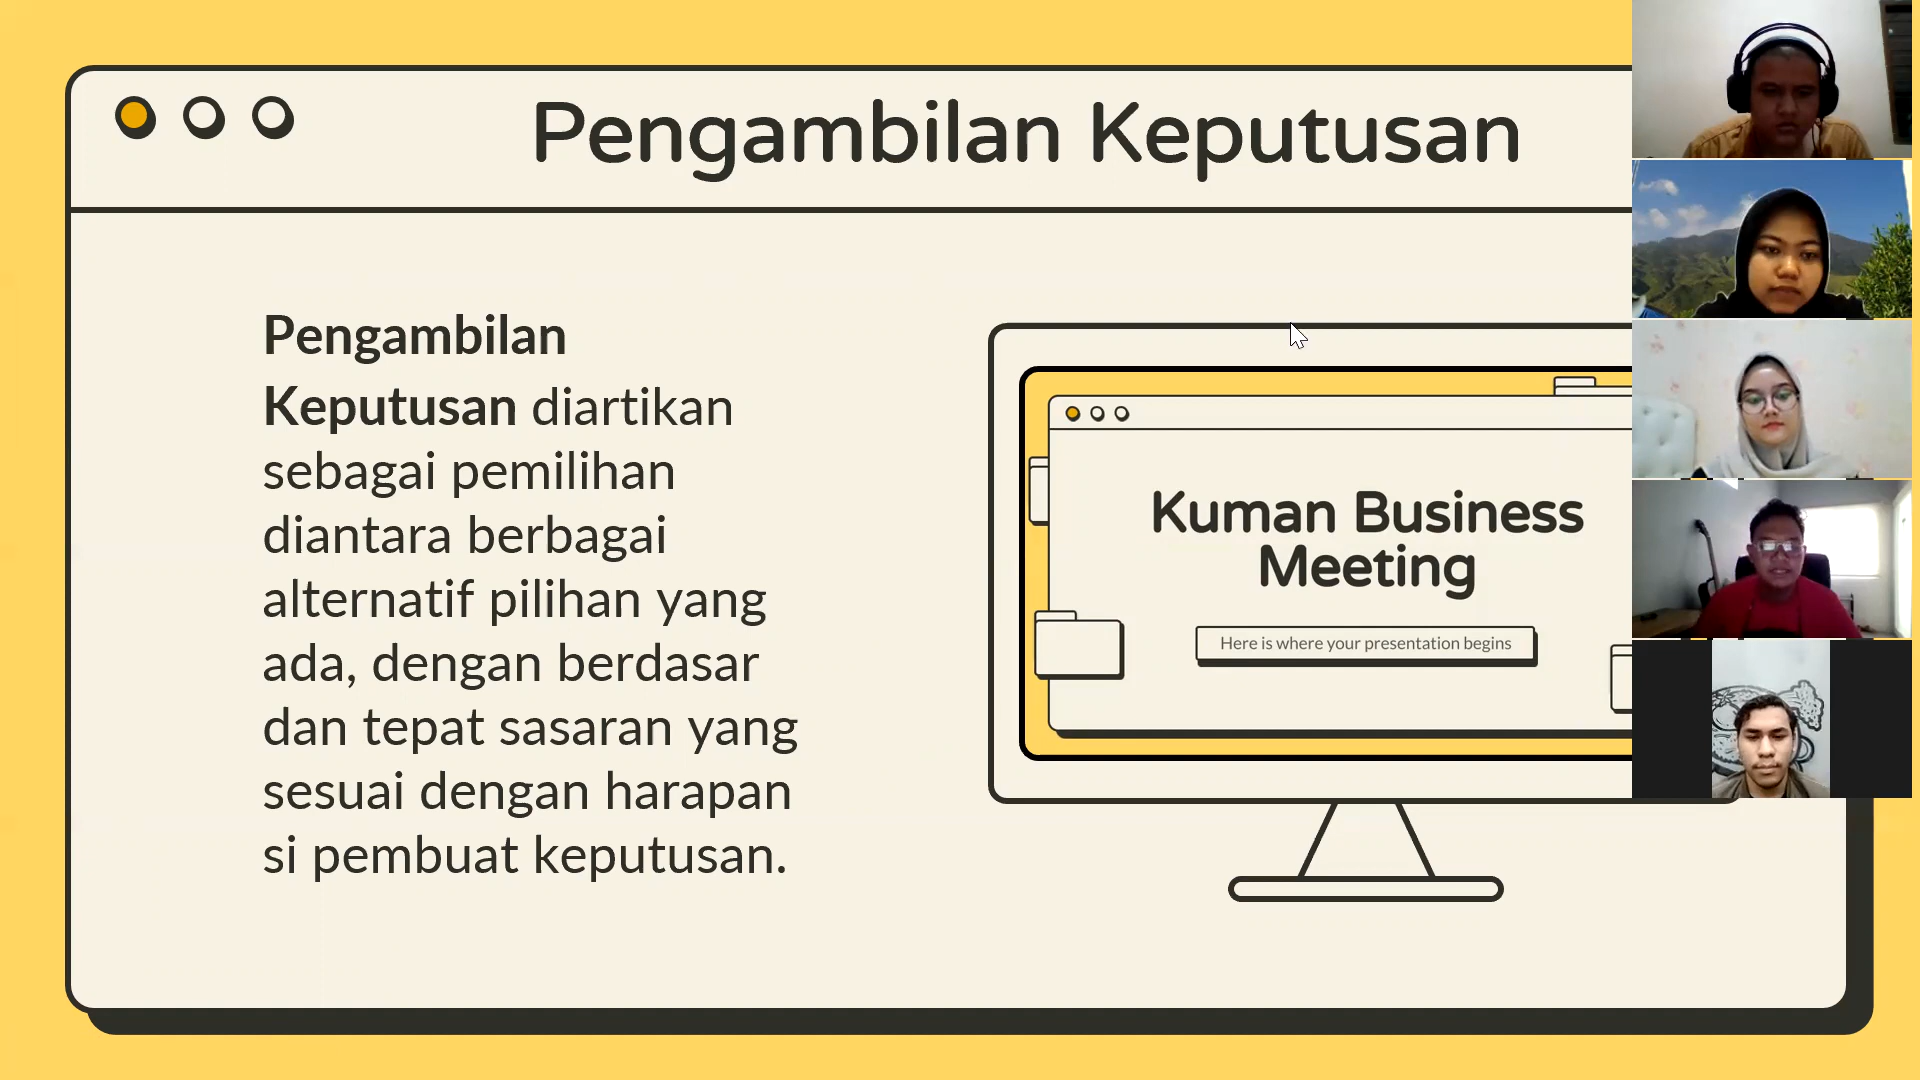 Pengambilan Keputusan
Pengambilan
Keputusan diartikan
sebagai pemilihan
diantara berbagai
alternatif pilihan yang
ada, dengan berdasar
dan tepat sasaran yang
sesuai dengan harapan
si pembuat keputusan.
Kuman Business
Meeting
Here is where your presentation begins